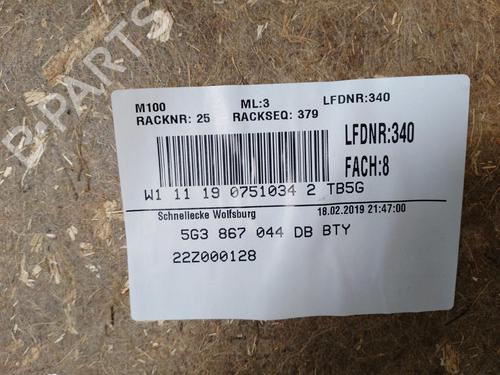 B-PARTS
M100 ML:3 LFDNR:340
RACKNR: 25 RACKSEQ: 379
LFDNR:340
FACH:8
W1 11 19 0751034 2 TB5G
Schnellecke Wolfsburg 18.02.2019 21:47:00
5G3 867 044 DB BTY
22Z000128